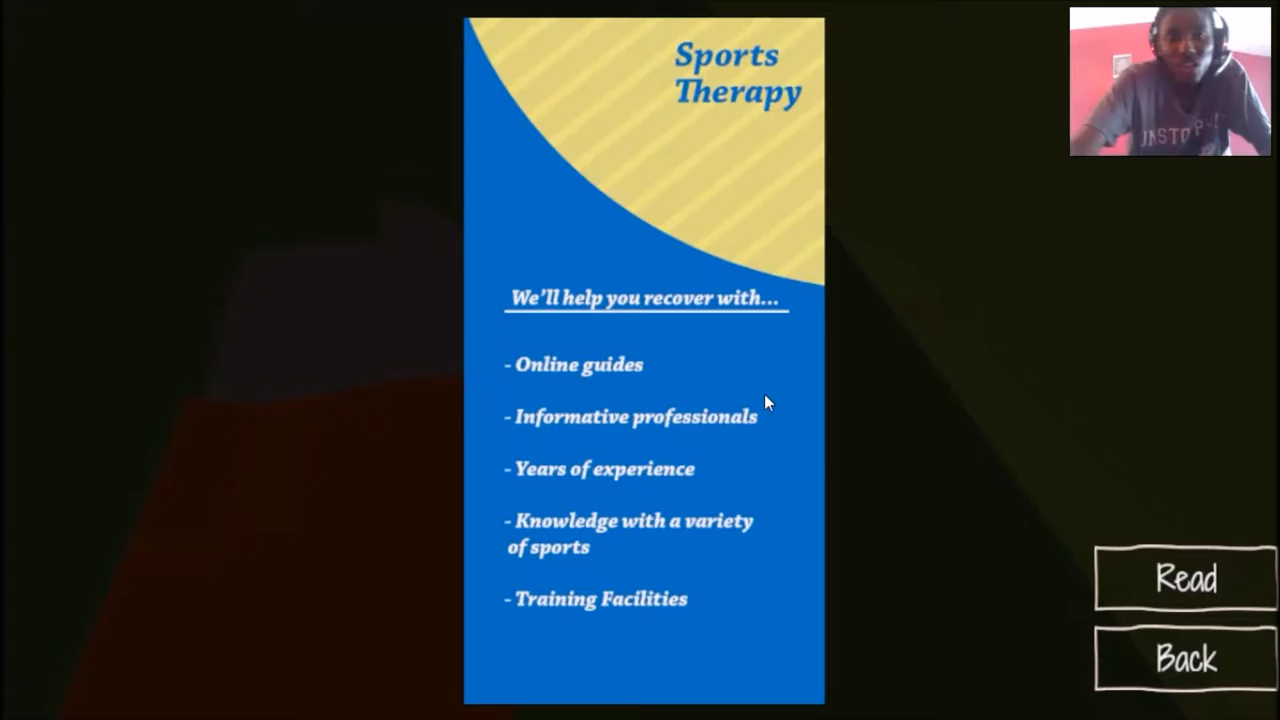 Sports
Therapy
We'll help you recover with...
- Online guides
- Informative professionals
- Years of experience
- Knowledge with a variety
of sports
- Training Facilities
Read
Back